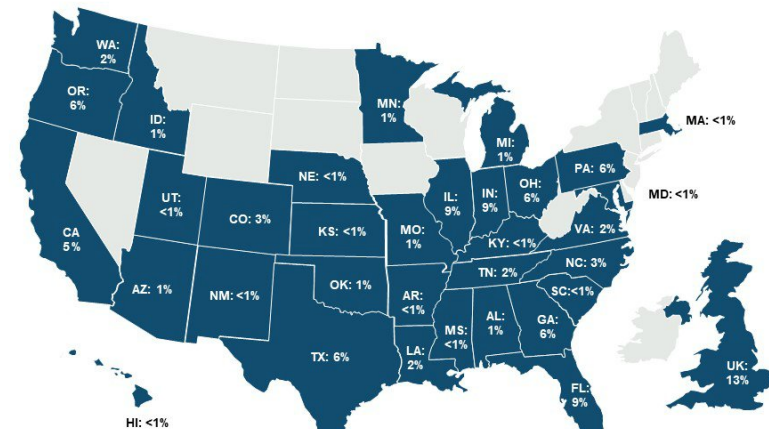 WA:
2%
OR:
6%
ID:
1%
MN:
1%
MA: <1%
MI:
1%
PA: 6%
NE: <1%
OH:
6%
IL:
9%
IN:
9%
MD: <1%
UT:
<1%
CO: 3%
VA: 2%
CA
5%
KS: <1%
MO:
1%
KY: <1%
NC: 3%
TN: 2%
AZ: 1%
NM: <1%
OK: 1%
AR:
<1%
SC:<1%
MS:
<1%
AL:
1%
GA:
6%
TX: 6%
LA:
2%
UK:
13%
FL:
9%
HI: <1%